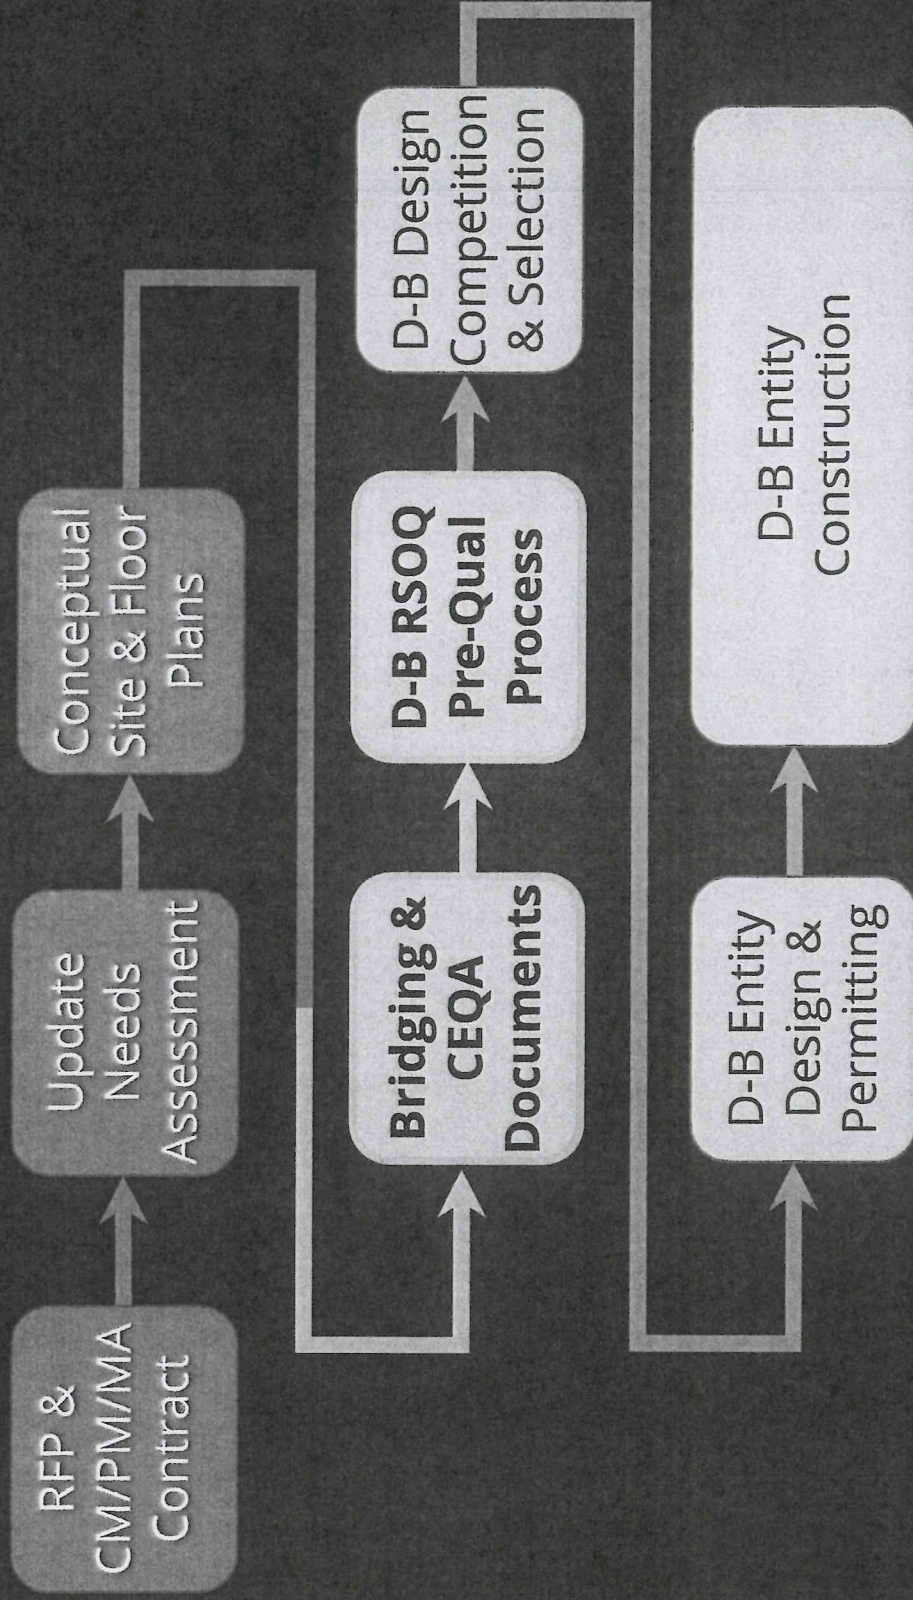 RFP &
CM/PM/MA
Contract
Update
Needs
Assessment
Conceptual
Site & Floor
Plans
Bridging &
CEQA
Documents
D-B RSOQ
Pre-Qual
Process
D-B Design
Competition
& Selection
D-B Entity
Design &
Permitting
D-B Entity
Construction